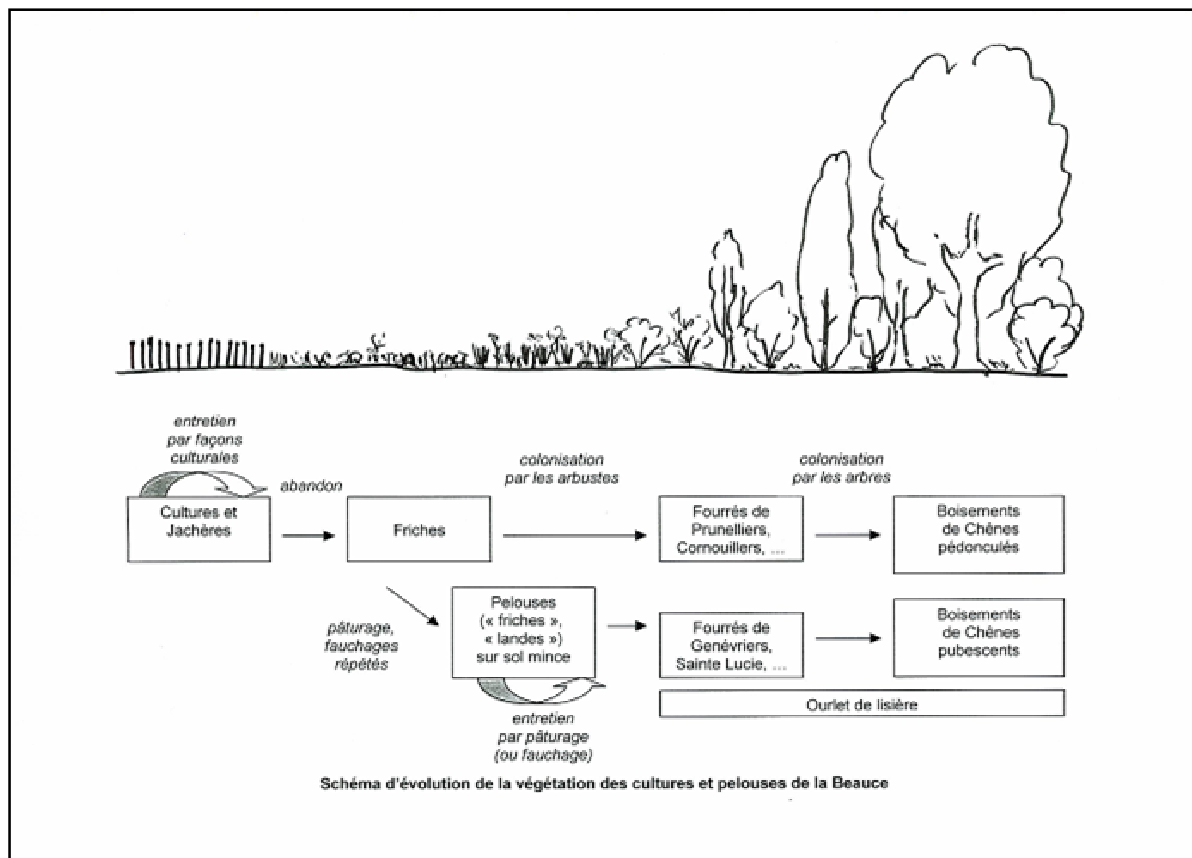 entretien
par façons
culturales
abandon
colonisation
par les arbustes
colonisation
par les arbres
Cultures et
Jachères
Friches
Fourrés de
Prunelliers,
Cornouillers, ...
Boisements
de Chênes
pédonculés
pâturage,
fauchages
répétés
Pelouses
(« friches »,
« landes »)
sur sol mince
Fourrés de
Genévriers,
Sainte Lucie, ...
Boisements
de Chênes
pubescents
Ourlet de lisière
entretien
par pâturage
(ou fauchage)
Schéma d'évolution de la végétation des cultures et pelouses de la Beauce